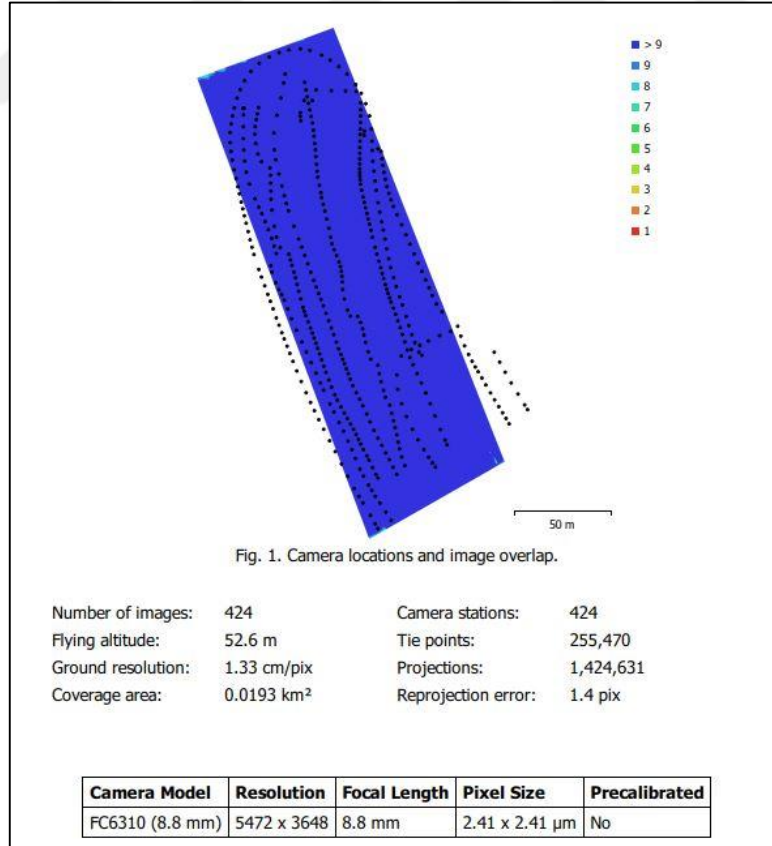 > 9
9
8
7
6
5
4
3
2
1
50 m
Fig. 1. Camera locations and image overlap.
Number of images: 424 Camera stations: 424
Flying altitude: 52.6 m Tie points: 255,470
Ground resolution: 1.33 cm/pix Projections: 1,424,631
Coverage area: 0.0193 km² Reprojection error: 1.4 pix
Camera Model Resolution Focal Length Pixel Size Precalibrated
FC6310 (8.8 mm) 5472 x 3648 8.8 mm 2.41 x 2.41 µm No